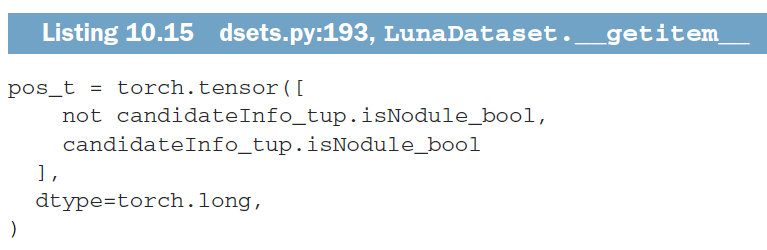 Listing 10.15 dsets.py:193, LunaDataset.__getitem__
pos_t = torch.tensor([
    not candidateInfo_tup.isNodule_bool,
    candidateInfo_tup.isNodule_bool
  ],
  dtype=torch.long,
)